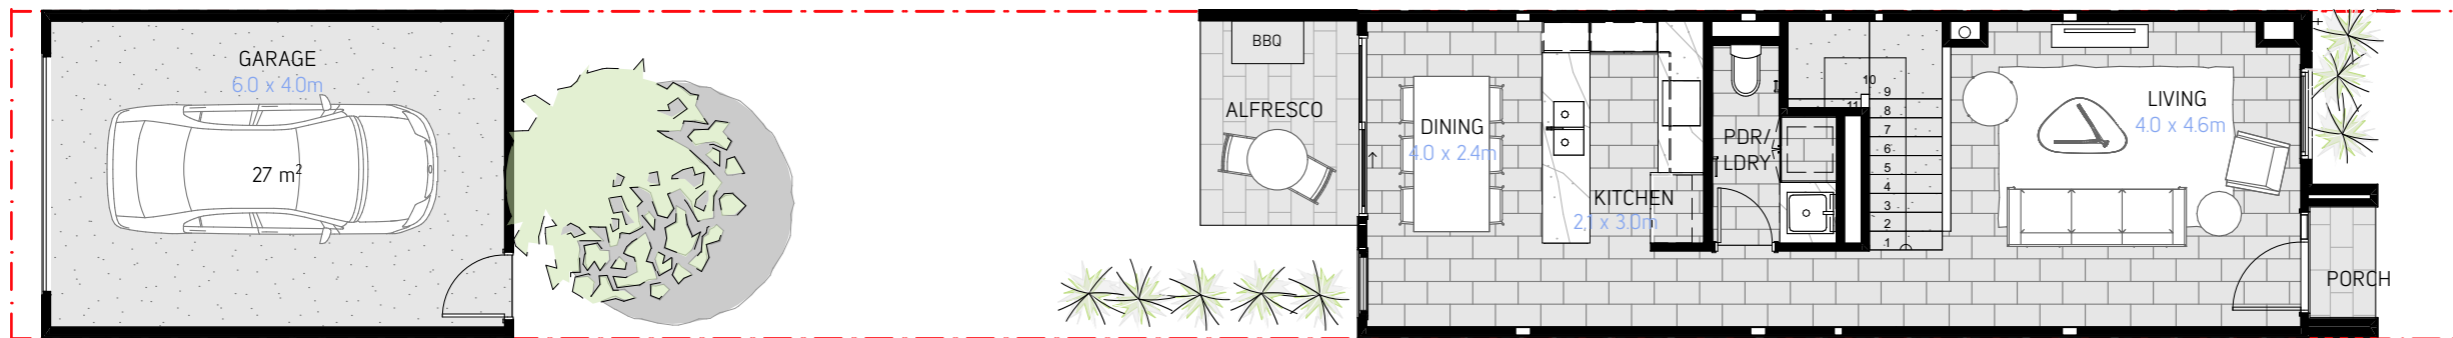 GARAGE
6.0 x 4.0m
27 m²
BBQ
ALFRESCO
DINING
4.0 x 2.4m
KITCHEN
2,1 x 3.0m
PDR/
LDRY
11
10
9
8
7
6
5
4
3
2
1
LIVING
4.0 x 4.6m
PORCH